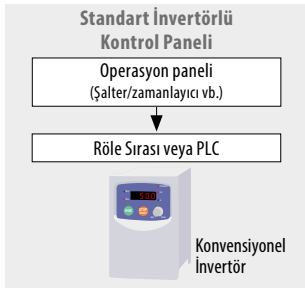 Standart İnvertörlü
Kontrol Paneli
Operasyon paneli
(Şalter/zamanlayıcı vb.)
Röle Sırası veya PLC
Konvensiyonel
İnvertör